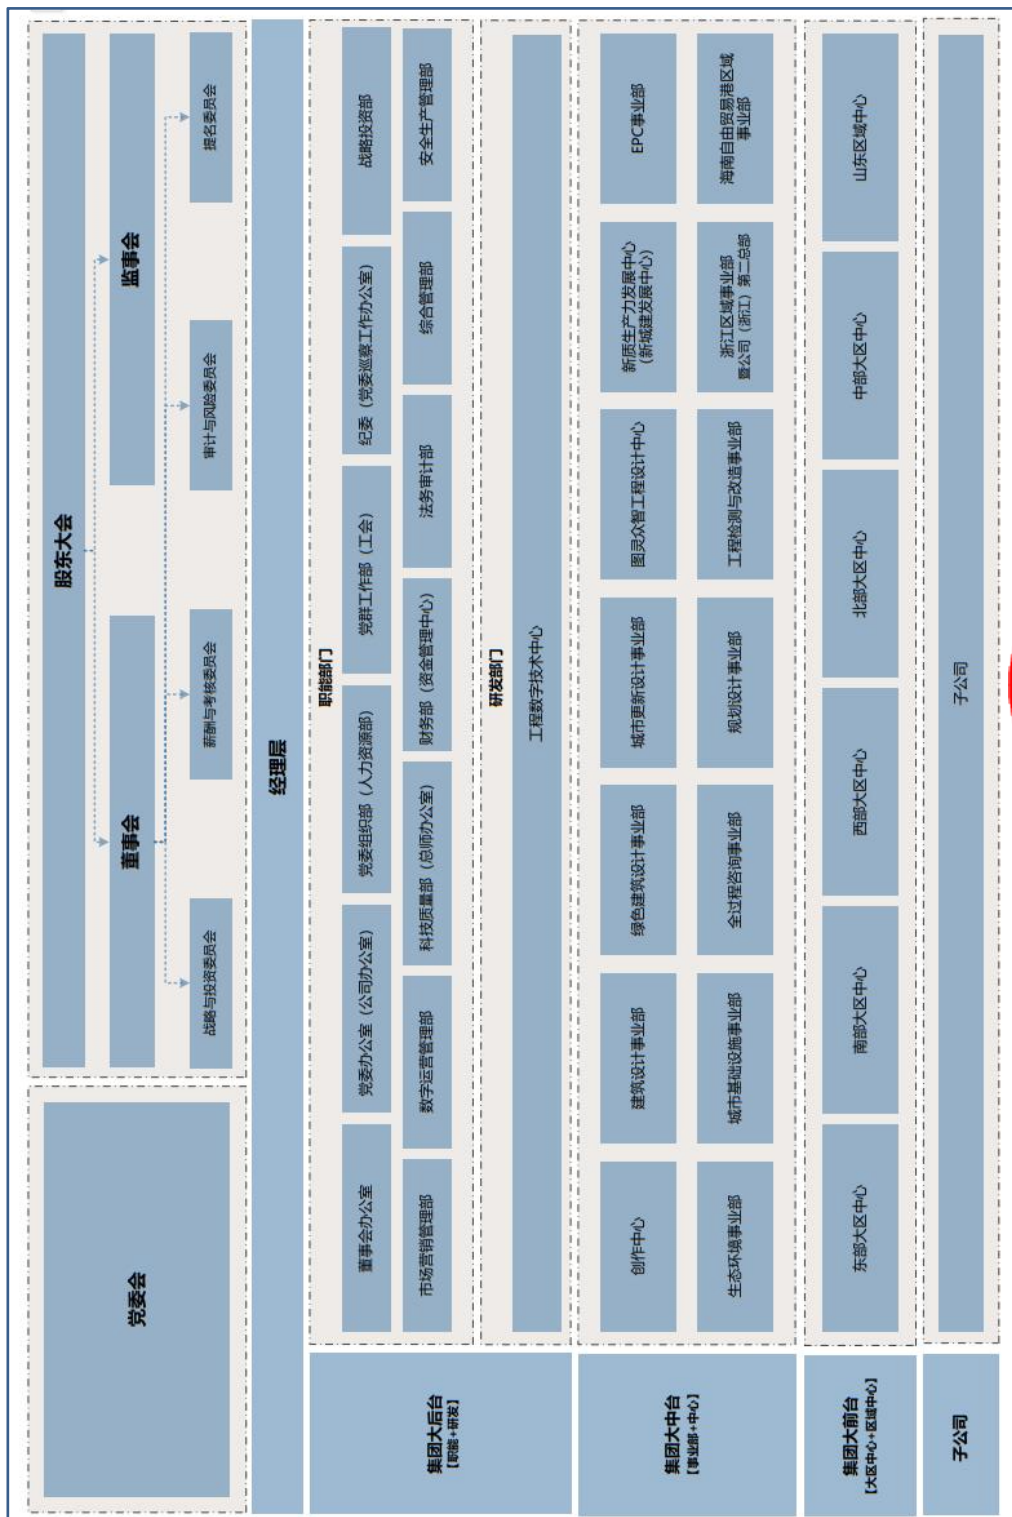 党委会
股东大会
董事会
监事会
战略与投资委员会
薪酬与考核委员会
审计与风险委员会
提名委员会
经理层
集团大后台
【职能+研发】
职能部门
董事会办公室
党委办公室（公司办公室）
党委组织部（人力资源部）
党群工作部（工会）
纪委（党委巡察工作办公室）
战略投资部
市场营销管理部
数字运营管理部
科技质量部（总师办公室）
财务部（资金管理中心）
法务审计部
综合管理部
安全生产管理部
研发部门
工程数字技术中心
集团大中台
【事业部+中心】
创作中心
建筑设计事业部
绿色建筑设计事业部
城市更新设计事业部
图灵众智工程设计中心
新质生产力发展中心
（新城建发展中心）
EPC事业部
生态环境事业部
城市基础设施事业部
全过程咨询事业部
规划设计事业部
工程检测与改造事业部
浙江区域事业部
暨公司（浙江）第二总部
海南自由贸易港区域
事业部
集团大前台
【大区中心+区域中心】
东部大区中心
南部大区中心
西部大区中心
北部大区中心
中部大区中心
山东区域中心
子公司
子公司